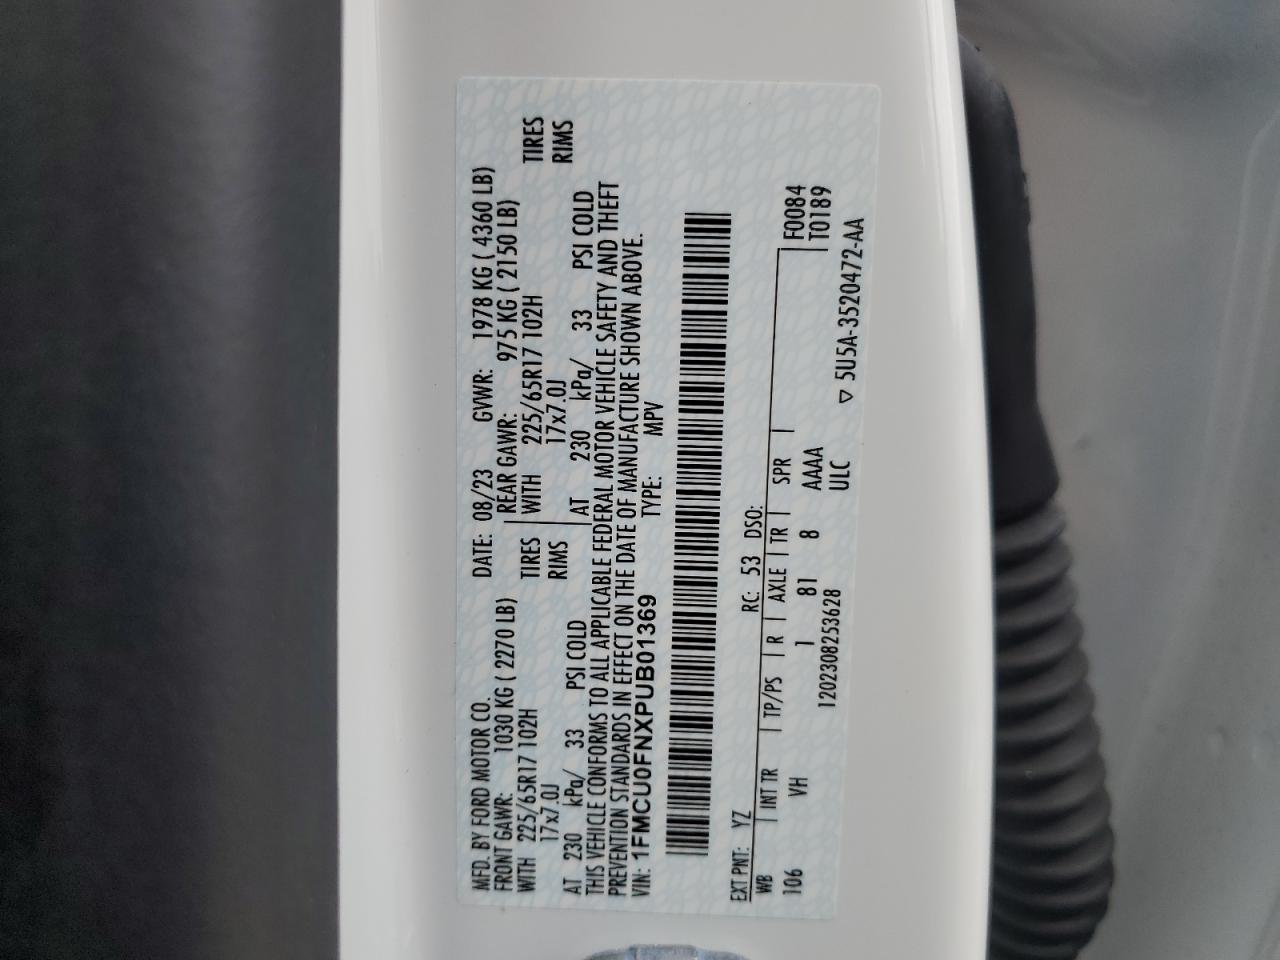 MFD. BY FORD MOTOR CO.
DATE: 08/23 GVWR: 1978 KG ( 4360 LB)
FRONT GAWR: 1030 KG ( 2270 LB) REAR GAWR: 975 KG ( 2150 LB)
WITH 225/65R17 102H TIRES WITH 225/65R17 102H TIRES
17x7.0J RIMS 17x7.0J RIMS
AT 230 kPa/ 33 PSI COLD AT 230 kPa/ 33 PSI COLD
THIS VEHICLE CONFORMS TO ALL APPLICABLE FEDERAL MOTOR VEHICLE SAFETY AND THEFT
PREVENTION STANDARDS IN EFFECT ON THE DATE OF MANUFACTURE SHOWN ABOVE.
VIN: 1FMCU0FNXPUB01369 TYPE: MPV
EXT PNT: YZ RC: 53 DSO:
WB INT TR TP/PS R AXLE TR SPR F0084
106 VH 1 81 8 AAAA T0189
1202308253628 ULC
▽ 5U5A-3520472-AA